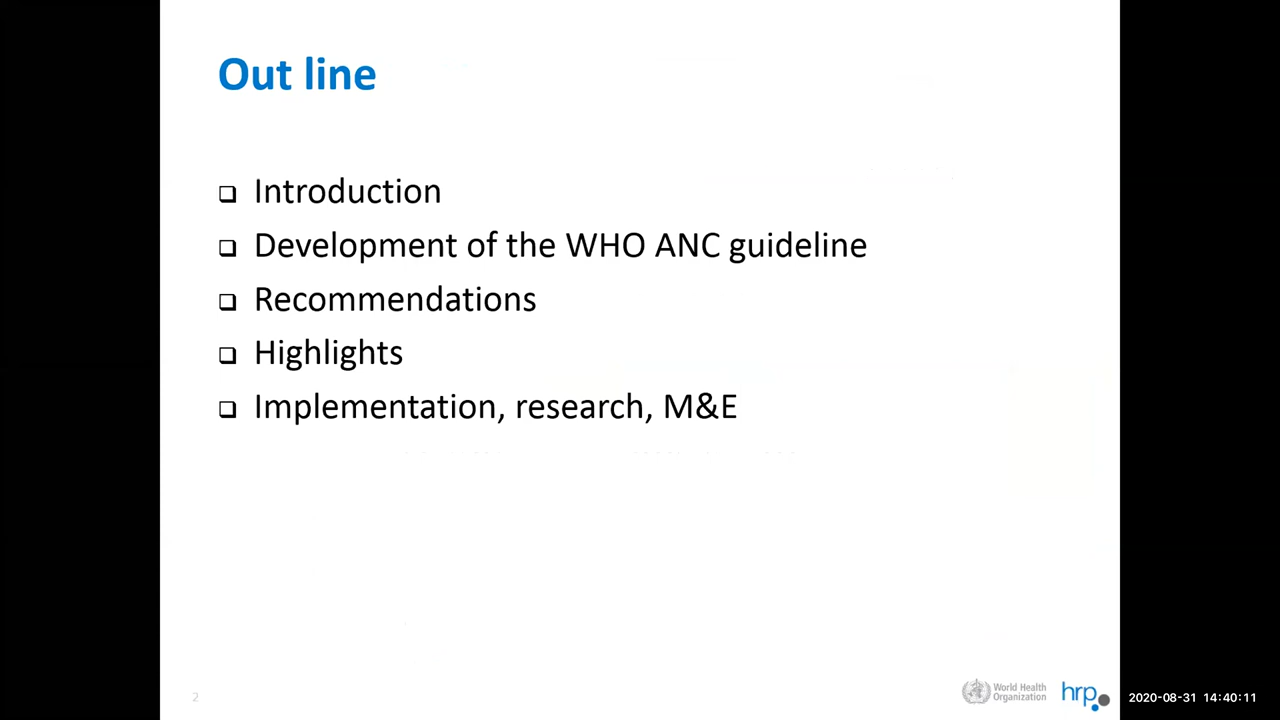 Out line
Introduction
Development of the WHO ANC guideline
Recommendations
Highlights
Implementation, research, M&E
2
World Health
Organization
hrp
2020-08-31 14:40:11